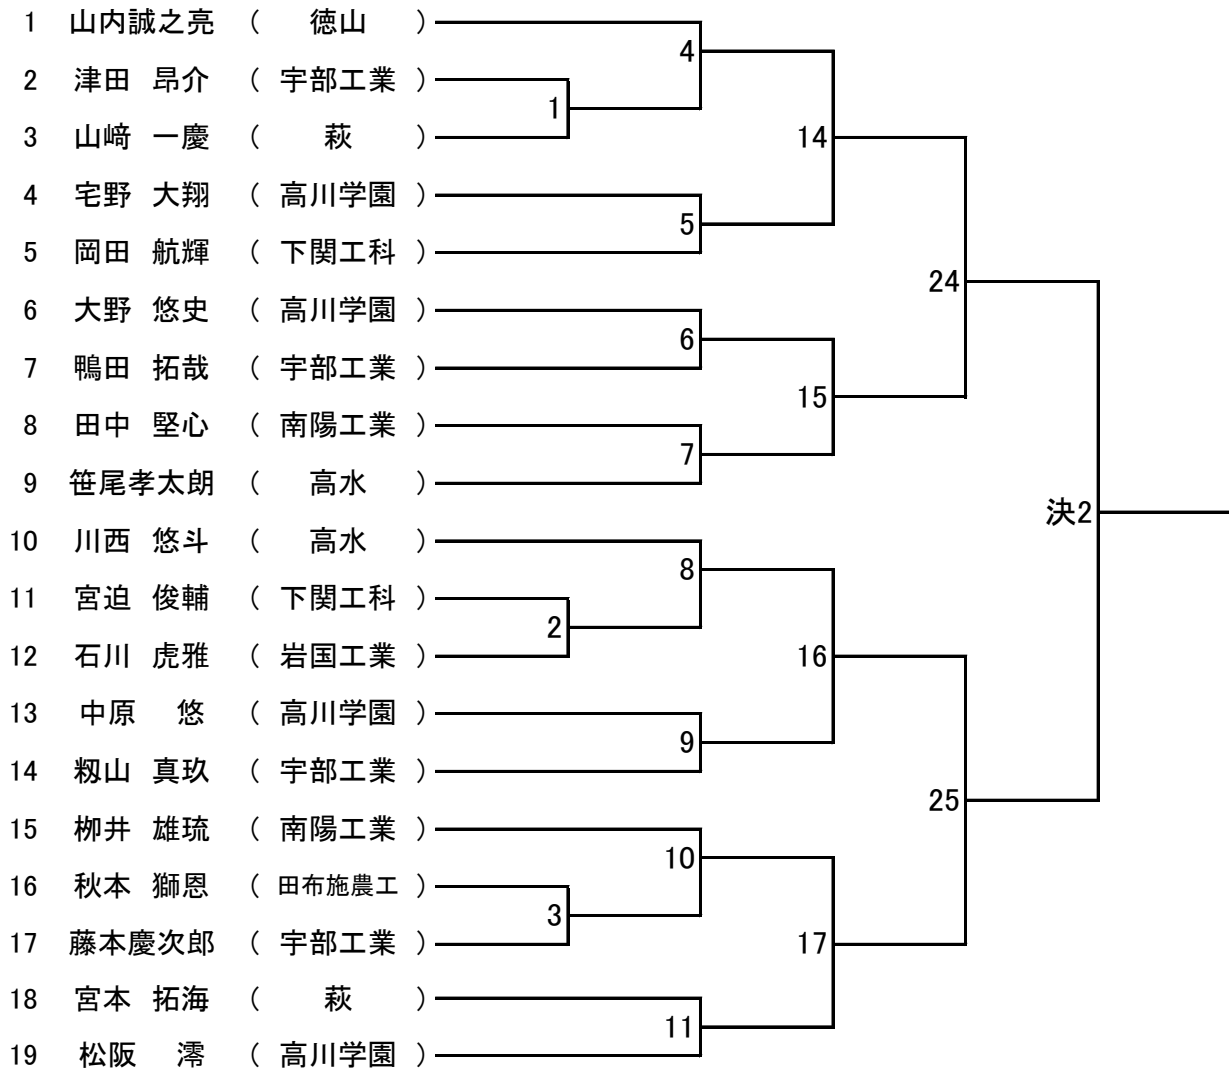 1 山内誠之亮 ( 徳山 )
4
2 津田 昂介 ( 宇部工業 )
1
3 山﨑 一慶 ( 萩 )
14
4 宅野 大翔 ( 高川学園 )
5
5 岡田 航輝 ( 下関工科 )
24
6 大野 悠史 ( 高川学園 )
6
7 鴨田 拓哉 ( 宇部工業 )
15
8 田中 堅心 ( 南陽工業 )
7
9 笹尾孝太朗 ( 高水 )
決2
10 川西 悠斗 ( 高水 )
8
11 宮迫 俊輔 ( 下関工科 )
2
12 石川 虎雅 ( 岩国工業 )
16
13 中原 悠 ( 高川学園 )
9
14 籾山 真玖 ( 宇部工業 )
25
15 栁井 雄琉 ( 南陽工業 )
10
16 秋本 獅恩 ( 田布施農工 )
3
17 藤本慶次郎 ( 宇部工業 )
17
18 宮本 拓海 ( 萩 )
11
19 松阪 澪 ( 高川学園 )